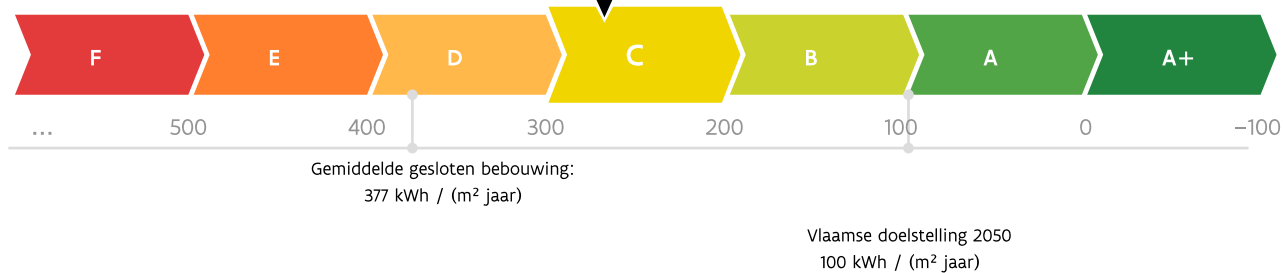 F E D C B A A+
... 500 400 300 200 100 0 −100
Gemiddelde gesloten bebouwing:
377 kWh / (m² jaar)
Vlaamse doelstelling 2050
100 kWh / (m² jaar)